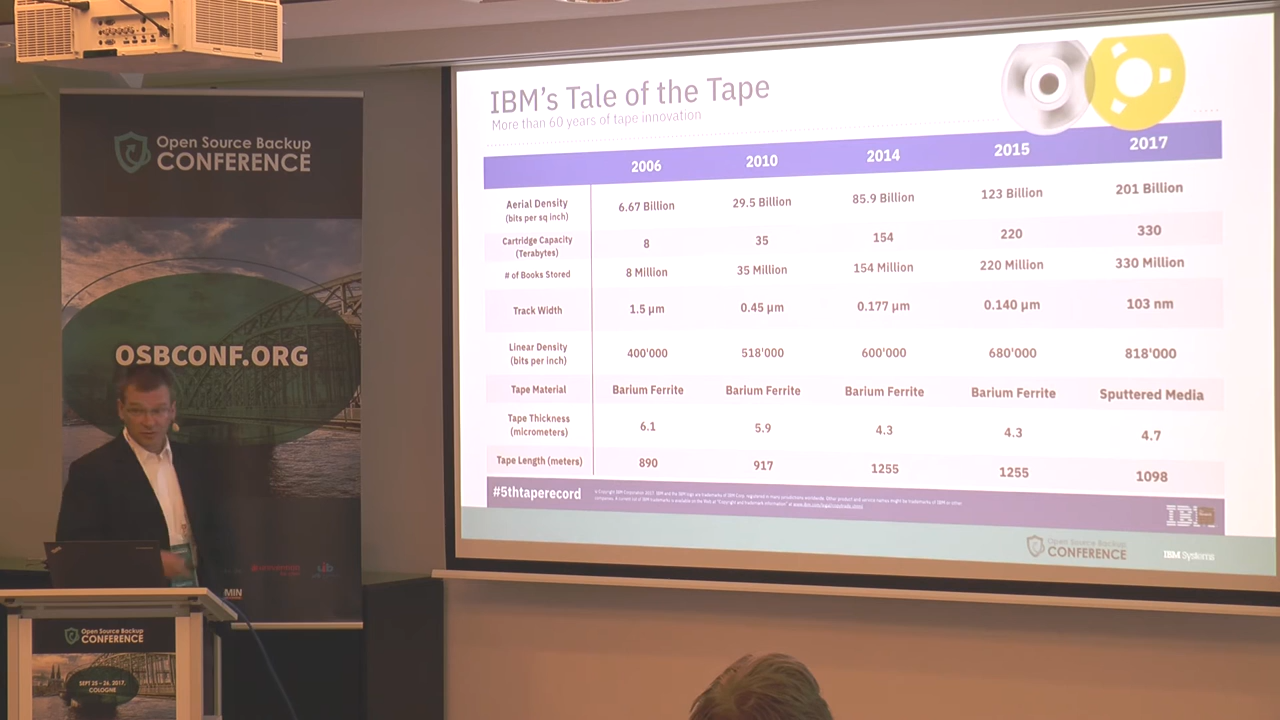 Open Source Backup
CONFERENCE
OSBCONF.ORG
MIN
Open Source Backup
CONFERENCE
SEPT 25 – 26, 2017,
COLOGNE
IBM's Tale of the Tape
More than 60 years of tape innovation
2006 2010 2014 2015 2017
Aerial Density
(bits per sq inch)
6.67 Billion 29.5 Billion 85.9 Billion 123 Billion 201 Billion
Cartridge Capacity
(Terabytes)
8 35 154 220 330
# of Books Stored 8 Million 35 Million 154 Million 220 Million 330 Million
Track Width 1.5 μm 0.45 μm 0.177 μm 0.140 μm 103 nm
Linear Density
(bits per inch)
400'000 518'000 600'000 680'000 818'000
Tape Material Barium Ferrite Barium Ferrite Barium Ferrite Barium Ferrite Sputtered Media
Tape Thickness
(micrometers)
6.1 5.9 4.3 4.3 4.7
Tape Length (meters) 890 917 1255 1255 1098
#5thtaperecord
IBM
Open Source Backup
CONFERENCE
IBM Systems